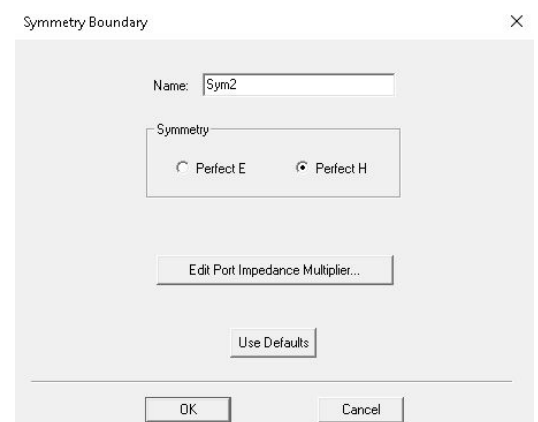 Symmetry Boundary
Name: Sym2
Symmetry
Perfect E Perfect H
Edit Port Impedance Multiplier...
Use Defaults
OK Cancel